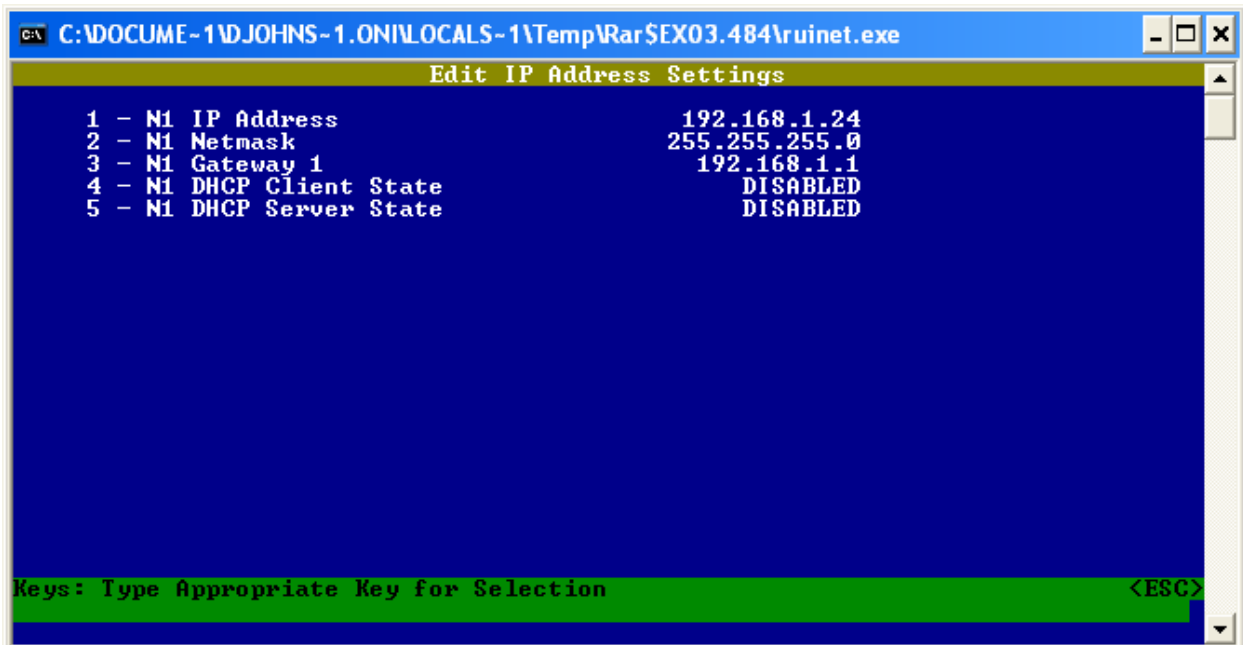 C:\DOCUME~1\DJOHNS~1.ONI\LOCALS~1\Temp\Rar$EX03.484\ruinet.exe
Edit IP Address Settings
1 - N1 IP Address 192.168.1.24
2 - N1 Netmask 255.255.255.0
3 - N1 Gateway 1 192.168.1.1
4 - N1 DHCP Client State DISABLED
5 - N1 DHCP Server State DISABLED
Keys: Type Appropriate Key for Selection <ESC>